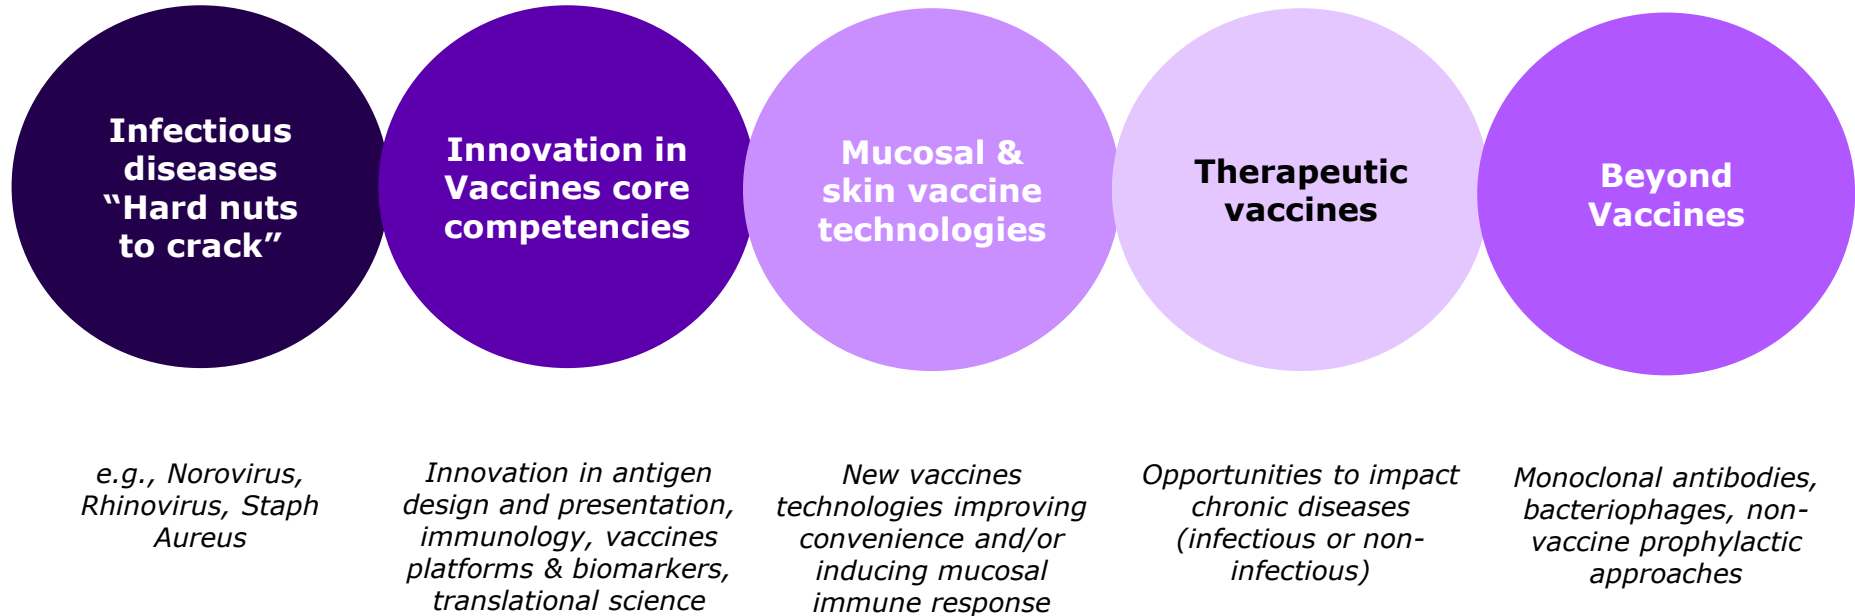 Infectious
diseases
“Hard nuts
to crack”
Innovation in
Vaccines core
competencies
Mucosal &
skin vaccine
technologies
Therapeutic
vaccines
Beyond
Vaccines
e.g., Norovirus,
Rhinovirus, Staph
Aureus
Innovation in antigen
design and presentation,
immunology, vaccines
platforms & biomarkers,
translational science
New vaccines
technologies improving
convenience and/or
inducing mucosal
immune response
Opportunities to impact
chronic diseases
(infectious or non-
infectious)
Monoclonal antibodies,
bacteriophages, non-
vaccine prophylactic
approaches